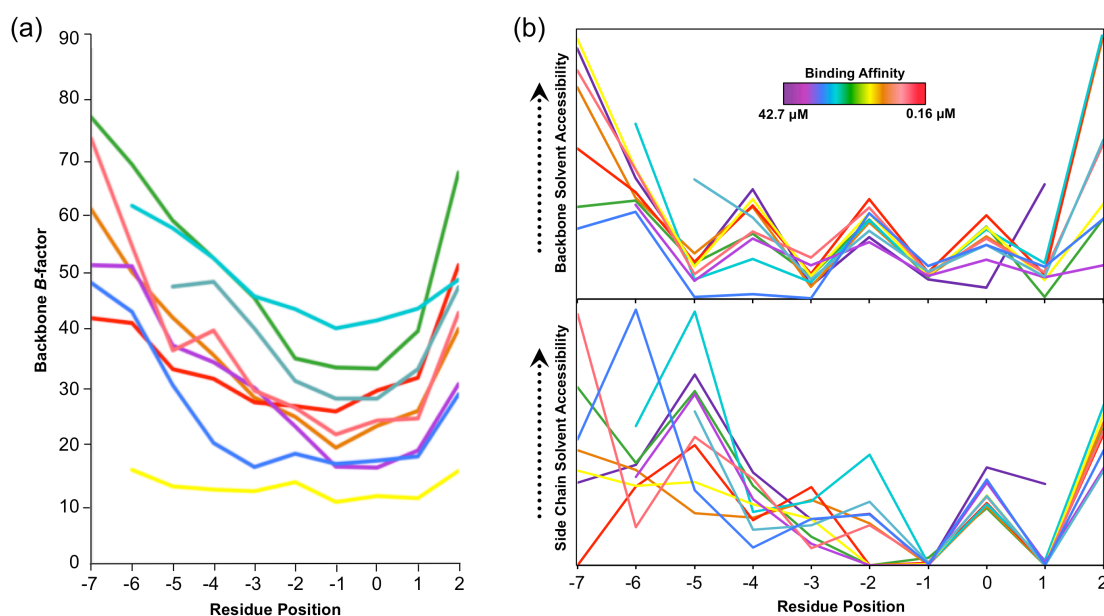 (a)
90
80
70
60
50
40
30
20
10
0
Backbone B-factor
-7 -6 -5 -4 -3 -2 -1 0 1 2
Residue Position
(b)
Backbone Solvent Accessibility
Binding Affinity
42.7 µM 0.16 µM
Side Chain Solvent Accessibility
-7 -6 -5 -4 -3 -2 -1 0 1 2
Residue Position